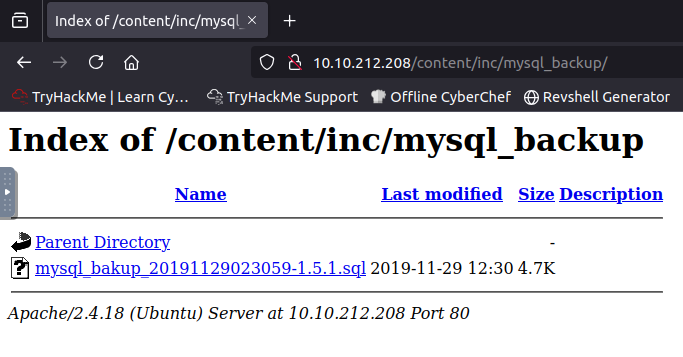 Index of /content/inc/mysql_
10.10.212.208/content/inc/mysql_backup/
TryHackMe | Learn Cy… TryHackMe Support Offline CyberChef Revshell Generator
Index of /content/inc/mysql_backup
Name Last modified Size Description
Parent Directory -
mysql_bakup_20191129023059-1.5.1.sql 2019-11-29 12:30 4.7K
Apache/2.4.18 (Ubuntu) Server at 10.10.212.208 Port 80